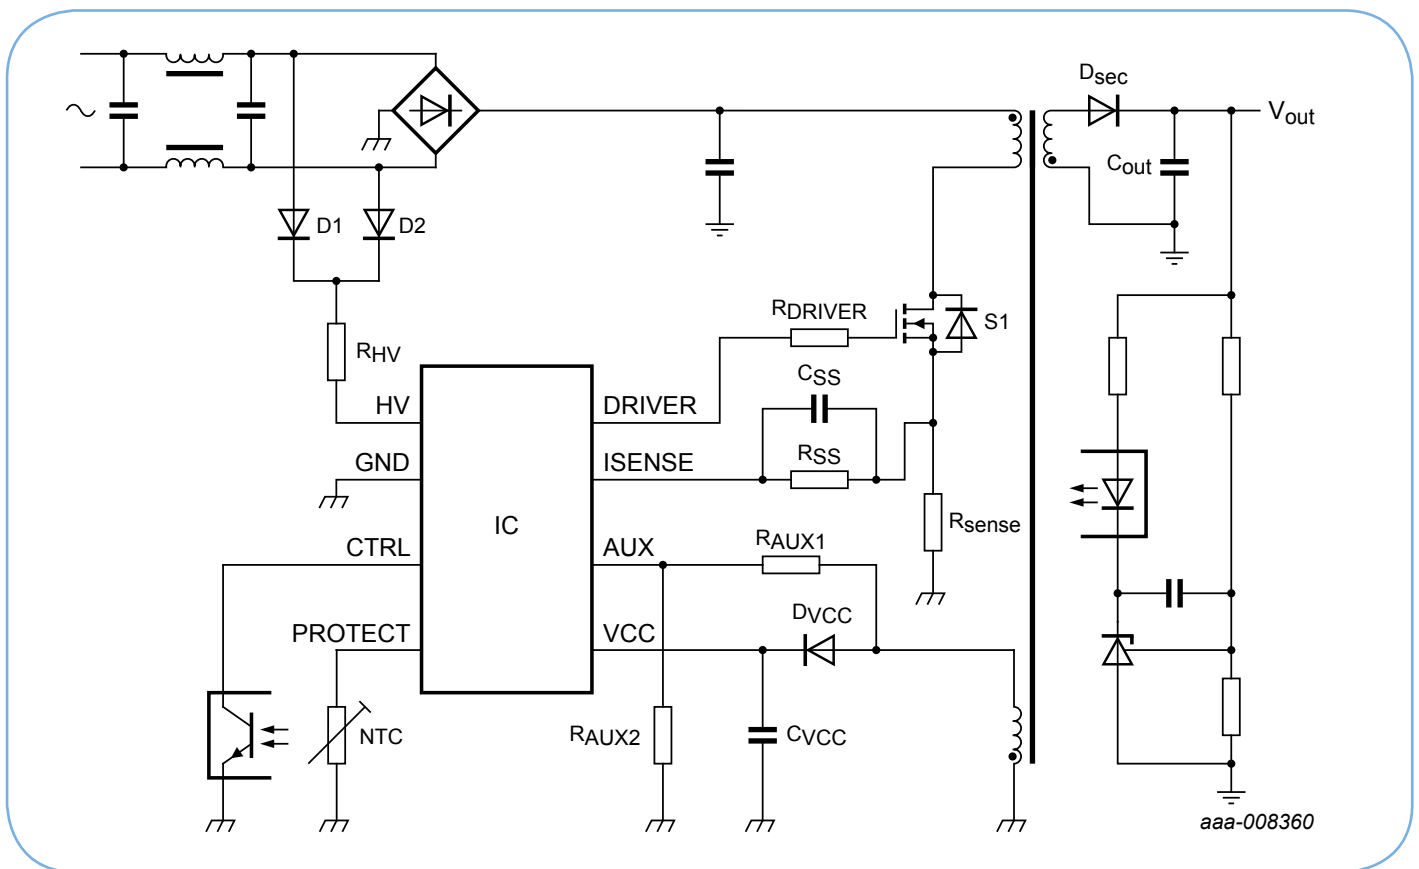 Dsec
Vout
Cout
D1
D2
RDRIVER
S1
RHV
CSS
HV
DRIVER
RSS
GND
ISENSE
IC
Rsense
CTRL
AUX
RAUX1
DVCC
PROTECT
VCC
NTC
RAUX2
CVCC
aaa-008360